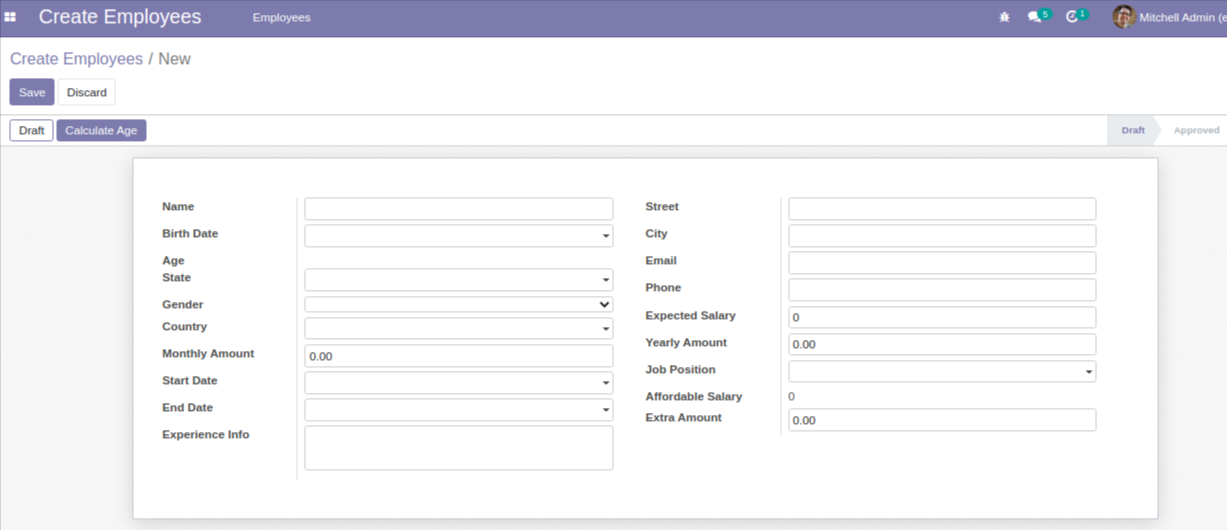 Create Employees Employees 5 1 Mitchell Admin (e
Create Employees / New
Save Discard
Draft Calculate Age Draft Approved
Name
Birth Date
Age
State
Gender
Country
Monthly Amount 0.00
Start Date
End Date
Experience Info
Street
City
Email
Phone
Expected Salary 0
Yearly Amount 0.00
Job Position
Affordable Salary 0
Extra Amount 0.00